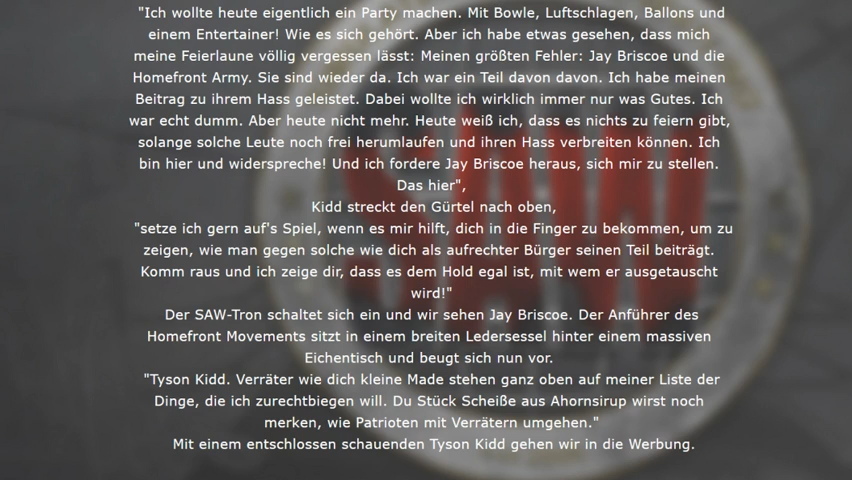 "Ich wollte heute eigentlich ein Party machen. Mit Bowle, Luftschlagen, Ballons und
einem Entertainer! Wie es sich gehört. Aber ich habe etwas gesehen, dass mich
meine Feierlaune völlig vergessen lässt: Meinen größten Fehler: Jay Briscoe und die
Homefront Army. Sie sind wieder da. Ich war ein Teil davon davon. Ich habe meinen
Beitrag zu ihrem Hass geleistet. Dabei wollte ich wirklich immer nur was Gutes. Ich
war echt dumm. Aber heute nicht mehr. Heute weiß ich, dass es nichts zu feiern gibt,
solange solche Leute noch frei herumlaufen und ihren Hass verbreiten können. Ich
bin hier und widerspreche! Und ich fordere Jay Briscoe heraus, sich mir zu stellen.
Das hier",
Kidd streckt den Gürtel nach oben,
"setze ich gern auf's Spiel, wenn es mir hilft, dich in die Finger zu bekommen, um zu
zeigen, wie man gegen solche wie dich als aufrechter Bürger seinen Teil beiträgt.
Komm raus und ich zeige dir, dass es dem Hold egal ist, mit wem er ausgetauscht
wird!"
Der SAW-Tron schaltet sich ein und wir sehen Jay Briscoe. Der Anführer des
Homefront Movements sitzt in einem breiten Ledersessel hinter einem massiven
Eichentisch und beugt sich nun vor.
"Tyson Kidd. Verräter wie dich kleine Made stehen ganz oben auf meiner Liste der
Dinge, die ich zurechtbiegen will. Du Stück Scheiße aus Ahornsirup wirst noch
merken, wie Patrioten mit Verrätern umgehen."
Mit einem entschlossen schauenden Tyson Kidd gehen wir in die Werbung.
SAW